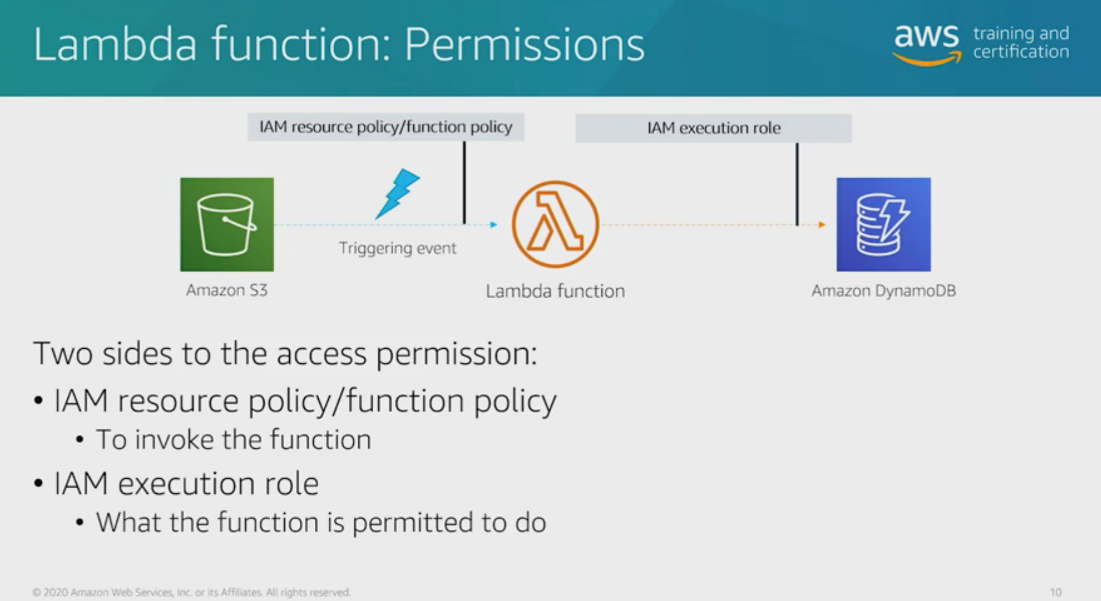 Lambda function: Permissions
aws training and
certification
IAM resource policy/function policy
IAM execution role
Triggering event
Amazon S3
Lambda function
Amazon DynamoDB
Two sides to the access permission:
• IAM resource policy/function policy
• To invoke the function
• IAM execution role
• What the function is permitted to do
© 2020 Amazon Web Services, Inc. or its Affiliates. All rights reserved.
10